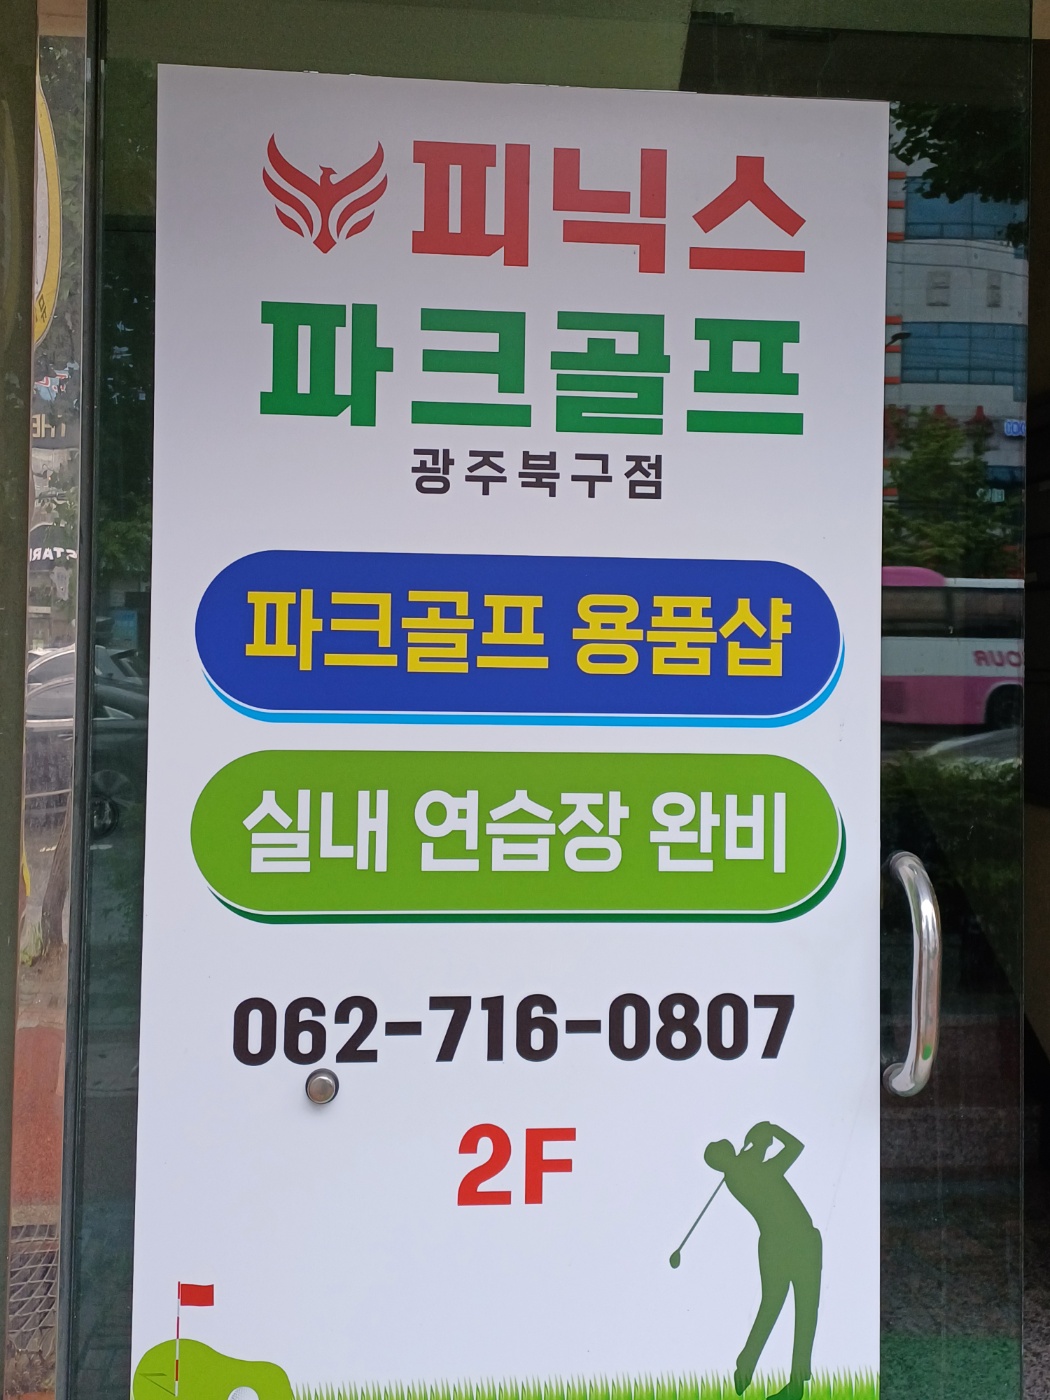 피닉스
파크골프
광주북구점
파크골프 용품샵
실내 연습장 완비
062-716-0807
2F